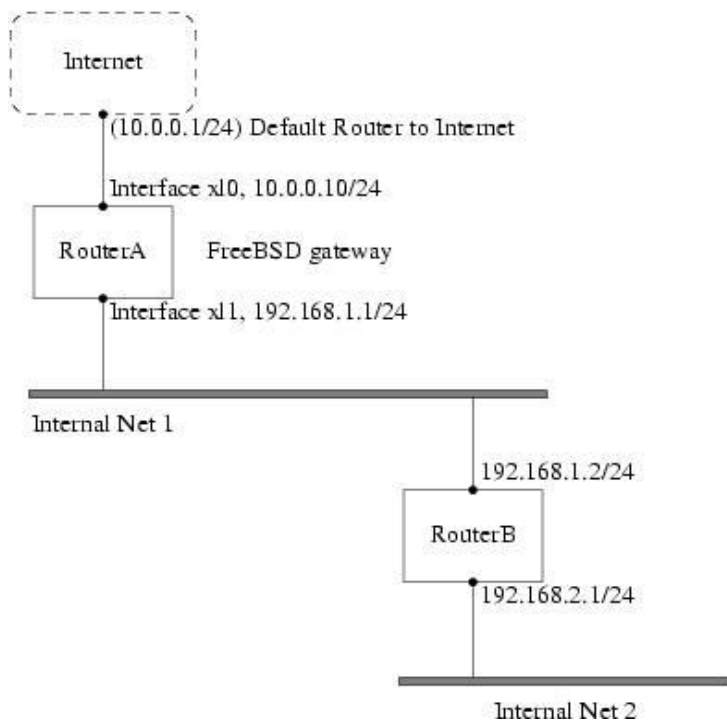 Internet
(10.0.0.1/24) Default Router to Internet
Interface xl0, 10.0.0.10/24
RouterA
FreeBSD gateway
Interface xl1, 192.168.1.1/24
Internal Net 1
192.168.1.2/24
RouterB
192.168.2.1/24
Internal Net 2